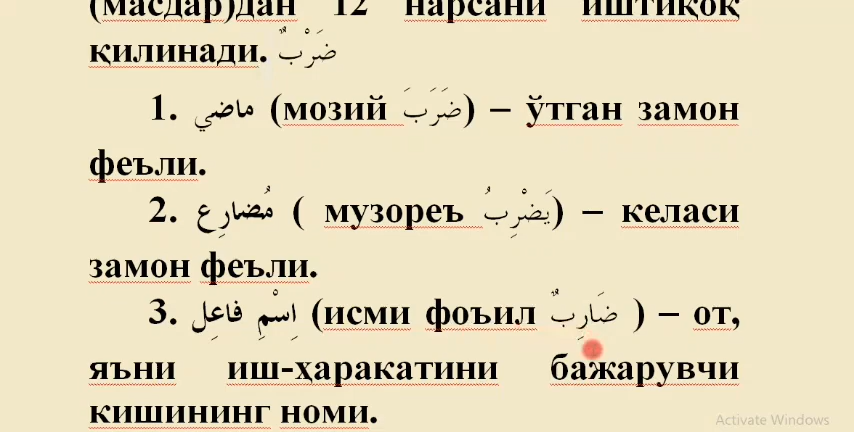 (масдар)дан 12 нарсани иштиқоқ
қилинади. ضَرْبٌ
1. ماضي (мозий ضَرَبَ) – ўтган замон
феъли.
2. مُضارِع ( музореъ يَضْرِبُ) – келаси
замон феъли.
3. اِسْمِ فاعِل (исми фоъил ضَارِبٌ ) – от,
яъни иш-ҳаракатини бажарувчи
кишининг номи.
Activate Windows